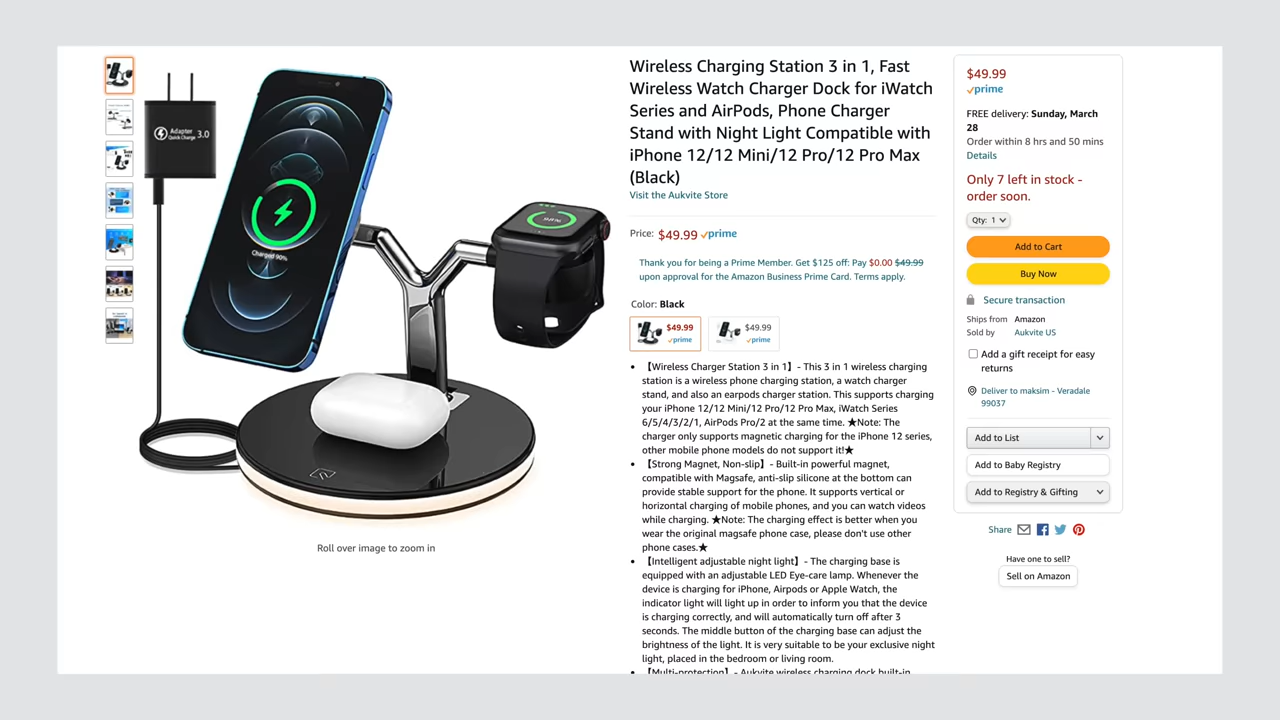 Adapter
Quick Charge 3.0
Charged 90%
Roll over image to zoom in
Wireless Charging Station 3 in 1, Fast
Wireless Watch Charger Dock for iWatch
Series and AirPods, Phone Charger
Stand with Night Light Compatible with
iPhone 12/12 Mini/12 Pro/12 Pro Max
(Black)
Visit the Aukvite Store
Price: $49.99 prime
Thank you for being a Prime Member. Get $125 off: Pay $0.00 $49.99
upon approval for the Amazon Business Prime Card. Terms apply.
Color: Black
$49.99
prime
$49.99
prime
• 【Wireless Charger Station 3 in 1】- This 3 in 1 wireless charging
station is a wireless phone charging station, a watch charger
stand, and also an earpods charger station. This supports charging
your iPhone 12/12 Mini/12 Pro/12 Pro Max, iWatch Series
6/5/4/3/2/1, AirPods Pro/2 at the same time. ★Note: The
charger only supports magnetic charging for the iPhone 12 series,
other mobile phone models do not support it!★
• 【Strong Magnet, Non-slip】- Built-in powerful magnet,
compatible with Magsafe, anti-slip silicone at the bottom can
provide stable support for the phone. It supports vertical or
horizontal charging of mobile phones, and you can watch videos
while charging. ★Note: The charging effect is better when you
wear the original magsafe phone case, please don't use other
phone cases.★
• 【Intelligent adjustable night light】- The charging base is
equipped with an adjustable LED Eye-care lamp. Whenever the
device is charging for iPhone, Airpods or Apple Watch, the
indicator light will light up in order to inform you that the device
is charging correctly, and will automatically turn off after 3
seconds. The middle button of the charging base can adjust the
brightness of the light. It is very suitable to be your exclusive night
light, placed in the bedroom or living room.
• 【Multi-protection】- Aukvite wireless charging dock built-in
$49.99
prime
FREE delivery: Sunday, March
28
Order within 8 hrs and 50 mins
Details
Only 7 left in stock -
order soon.
Qty: 1
Add to Cart
Buy Now
Secure transaction
Ships from Amazon
Sold by Aukvite US
Add a gift receipt for easy
returns
Deliver to maksim - Veradale
99037
Add to List
Add to Baby Registry
Add to Registry & Gifting
Share
Have one to sell?
Sell on Amazon